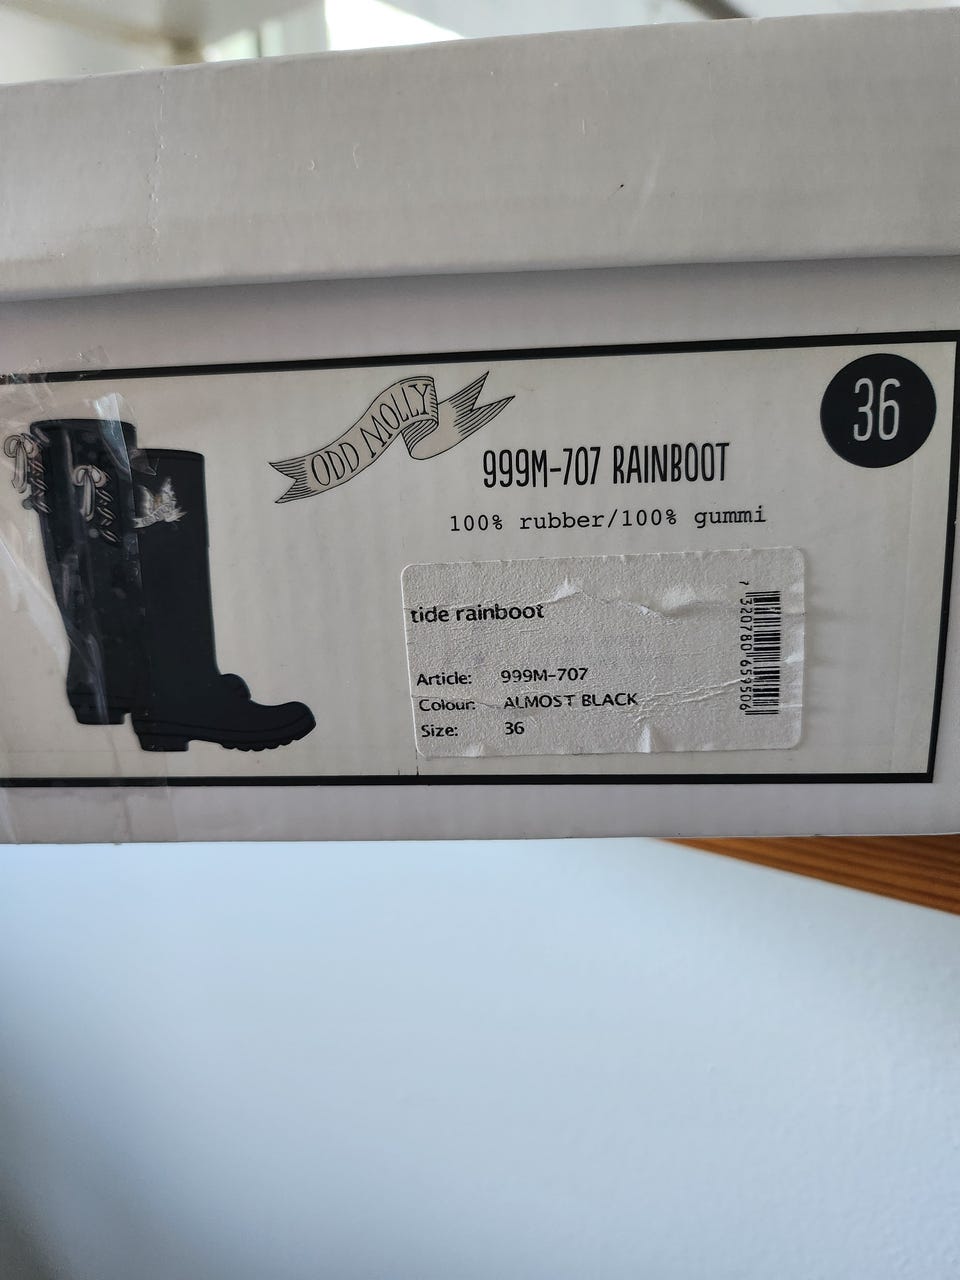 ODD MOLLY
36
999M-707 RAINBOOT
100% rubber/100% gummi
tide rainboot
Article: 999M-707
Colour: ALMOST BLACK
Size: 36
7 320780 659506